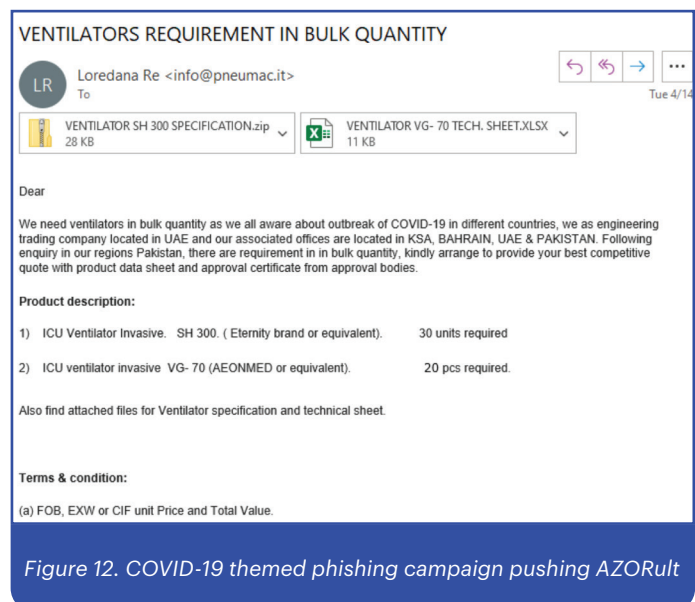 VENTILATORS REQUIREMENT IN BULK QUANTITY
LR
Loredana Re <info@pneumac.it>
To
Tue 4/14
VENTILATOR SH 300 SPECIFICATION.zip
28 KB
VENTILATOR VG- 70 TECH. SHEET.XLSX
11 KB
Dear
We need ventilators in bulk quantity as we all aware about outbreak of COVID-19 in different countries, we as engineering
trading company located in UAE and our associated offices are located in KSA, BAHRAIN, UAE & PAKISTAN. Following
enquiry in our regions Pakistan, there are requirement in in bulk quantity, kindly arrange to provide your best competitive
quote with product data sheet and approval certificate from approval bodies.
Product description:
1) ICU Ventilator Invasive. SH 300. ( Eternity brand or equivalent). 30 units required
2) ICU ventilator invasive VG- 70 (AEONMED or equivalent). 20 pcs required.
Also find attached files for Ventilator specification and technical sheet.
Terms & condition:
(a) FOB, EXW or CIF unit Price and Total Value.
Figure 12. COVID-19 themed phishing campaign pushing AZORult